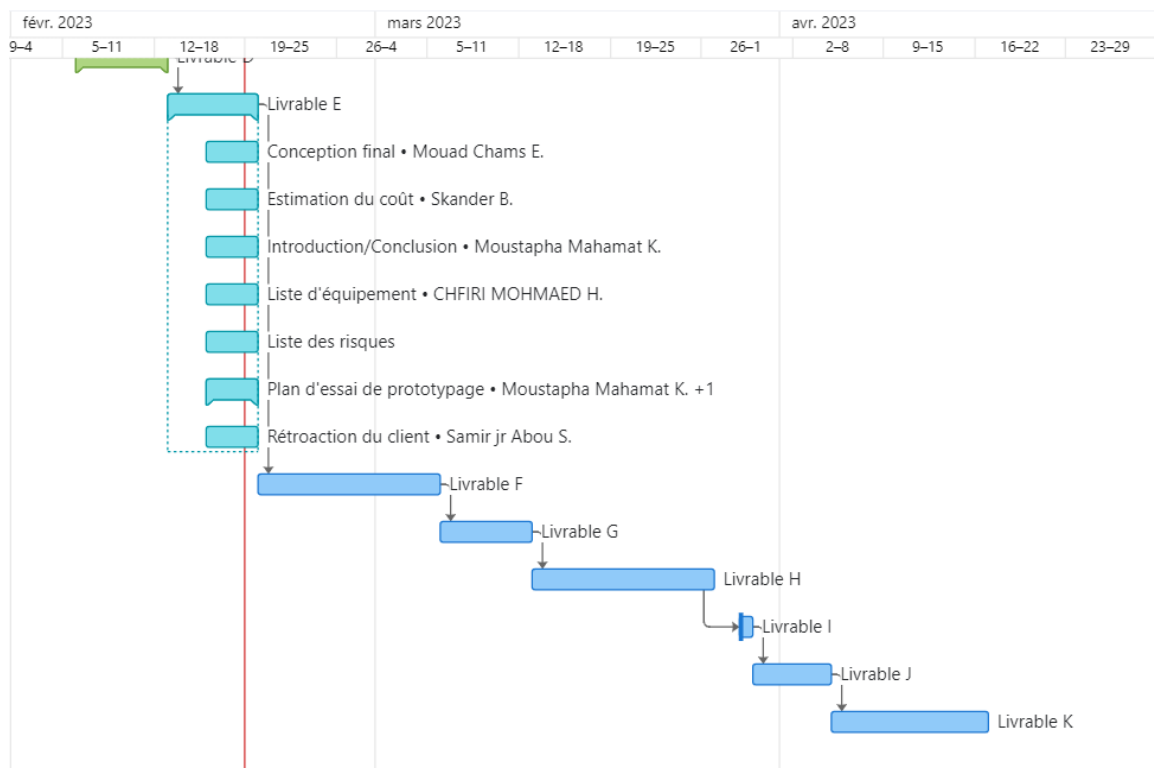 févr. 2023 mars 2023 avr. 2023
29–4 5–11 12–18 19–25 26–4 5–11 12–18 19–25 26–1 2–8 9–15 16–22 23–29
Livrable D
Livrable E
Conception final • Mouad Chams E.
Estimation du coût • Skander B.
Introduction/Conclusion • Moustapha Mahamat K.
Liste d'équipement • CHFIRI MOHMAED H.
Liste des risques
Plan d'essai de prototypage • Moustapha Mahamat K. +1
Rétroaction du client • Samir jr Abou S.
Livrable F
Livrable G
Livrable H
Livrable I
Livrable J
Livrable K